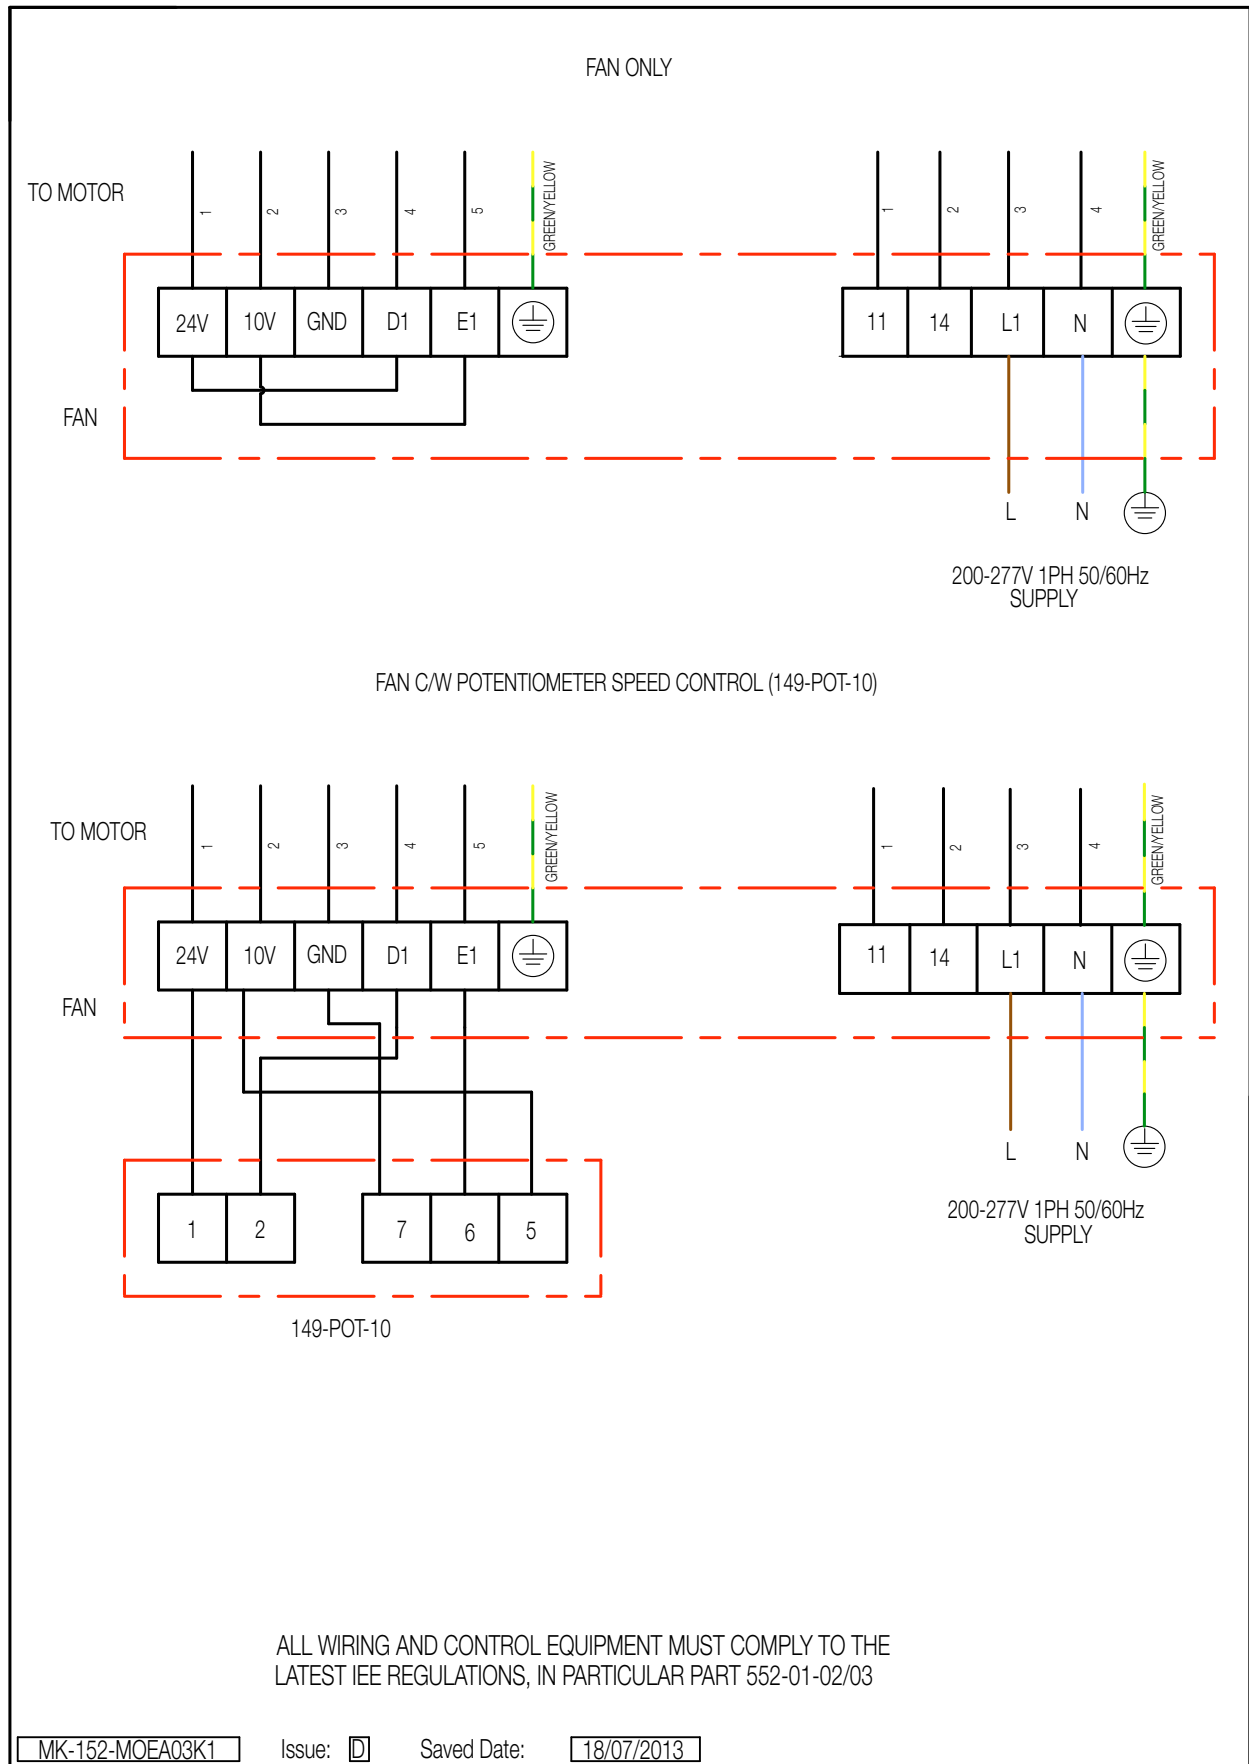 FAN ONLY
TO MOTOR
1 2 3 4 5 GREEN/YELLOW
1 2 3 4 GREEN/YELLOW
24V 10V GND D1 E1
11 14 L1 N
FAN
L N
200-277V 1PH 50/60Hz
SUPPLY
FAN C/W POTENTIOMETER SPEED CONTROL (149-POT-10)
TO MOTOR
1 2 3 4 5 GREEN/YELLOW
1 2 3 4 GREEN/YELLOW
24V 10V GND D1 E1
11 14 L1 N
FAN
L N
1 2 7 6 5
200-277V 1PH 50/60Hz
SUPPLY
149-POT-10
ALL WIRING AND CONTROL EQUIPMENT MUST COMPLY TO THE
LATEST IEE REGULATIONS, IN PARTICULAR PART 552-01-02/03
MK-152-MOEA03K1 Issue: D Saved Date: 18/07/2013